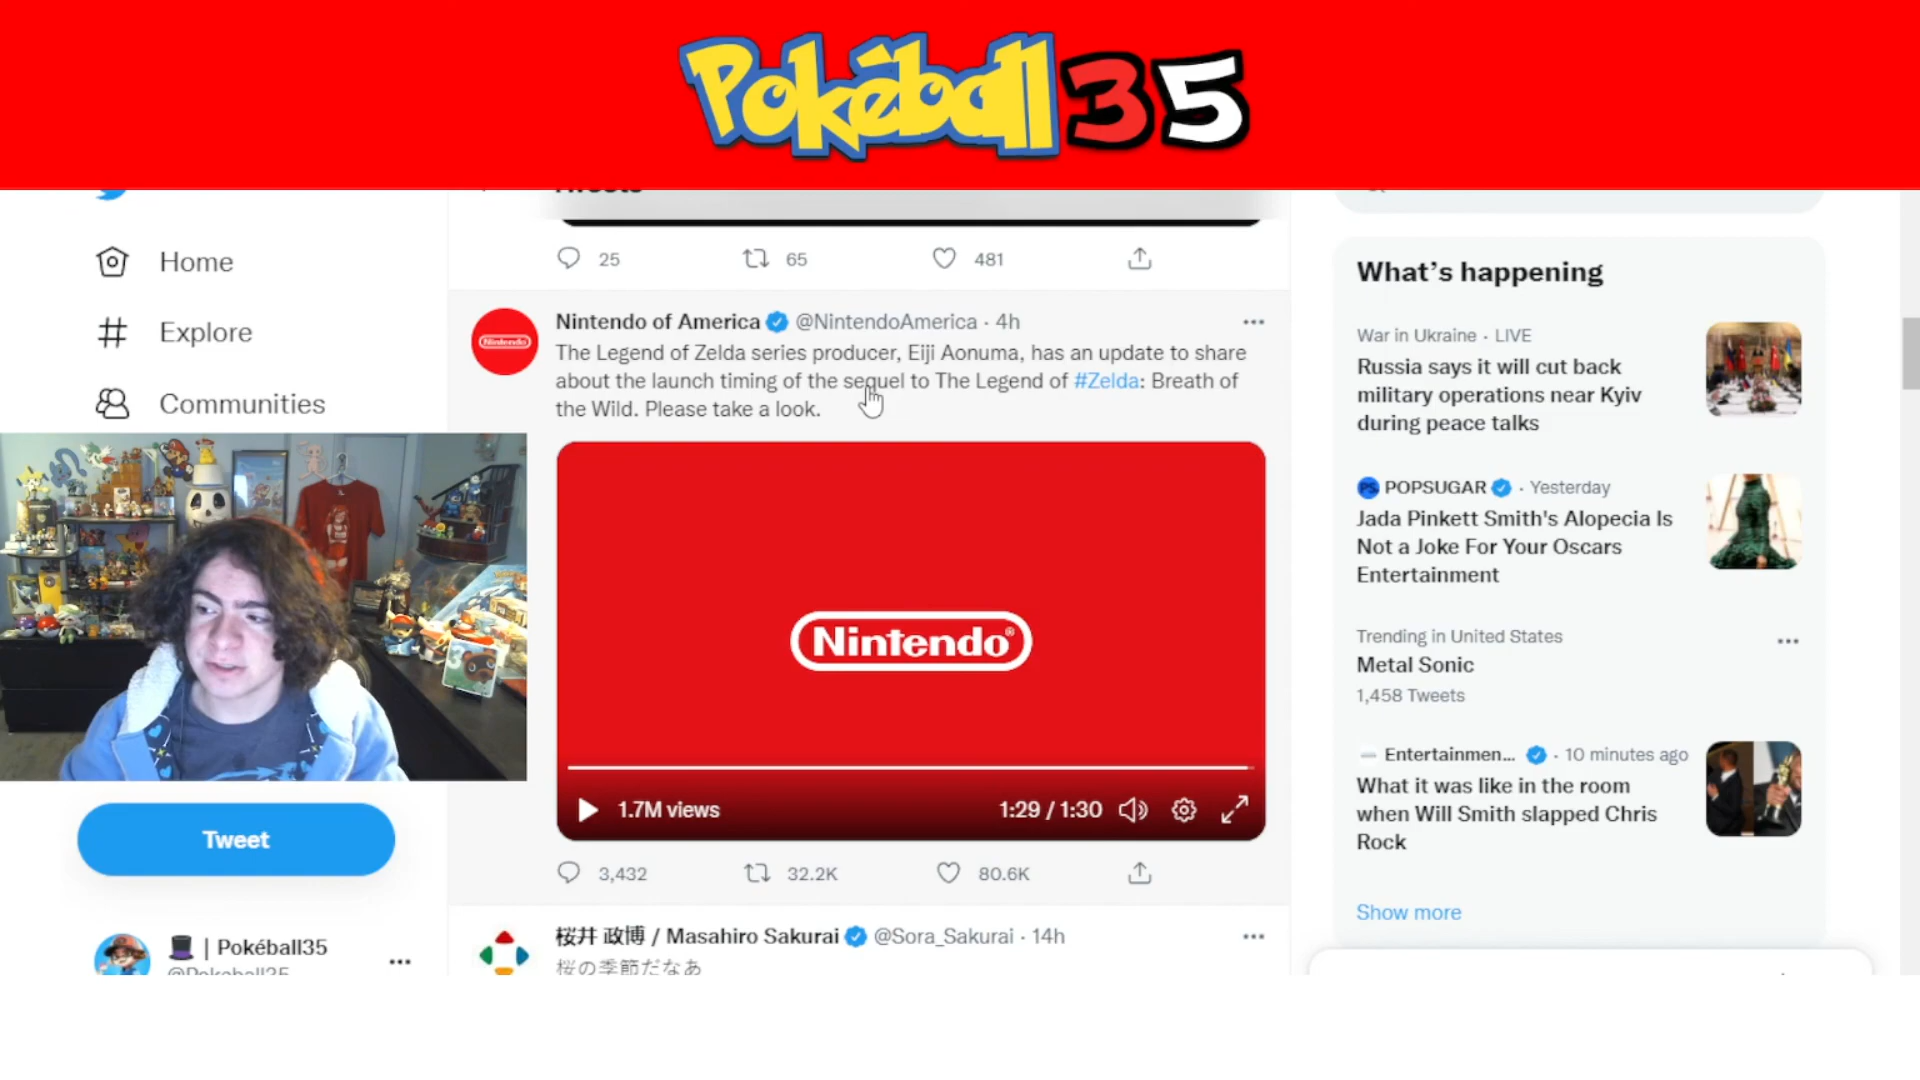 Pokéball35
Tweets
Home
Explore
Communities
25
65
481
Nintendo of America @NintendoAmerica · 4h
The Legend of Zelda series producer, Eiji Aonuma, has an update to share
about the launch timing of the sequel to The Legend of #Zelda: Breath of
the Wild. Please take a look.
Nintendo
Nintendo®
1.7M views
1:29 / 1:30
3,432
32.2K
80.6K
桜井 政博 / Masahiro Sakurai @Sora_Sakurai · 14h
桜の季節だなあ
Tweet
| Pokéball35
@Pokeball35
What's happening
War in Ukraine · LIVE
Russia says it will cut back
military operations near Kyiv
during peace talks
PS POPSUGAR · Yesterday
Jada Pinkett Smith's Alopecia Is
Not a Joke For Your Oscars
Entertainment
Trending in United States
Metal Sonic
1,458 Tweets
Entertainmen... · 10 minutes ago
What it was like in the room
when Will Smith slapped Chris
Rock
Show more